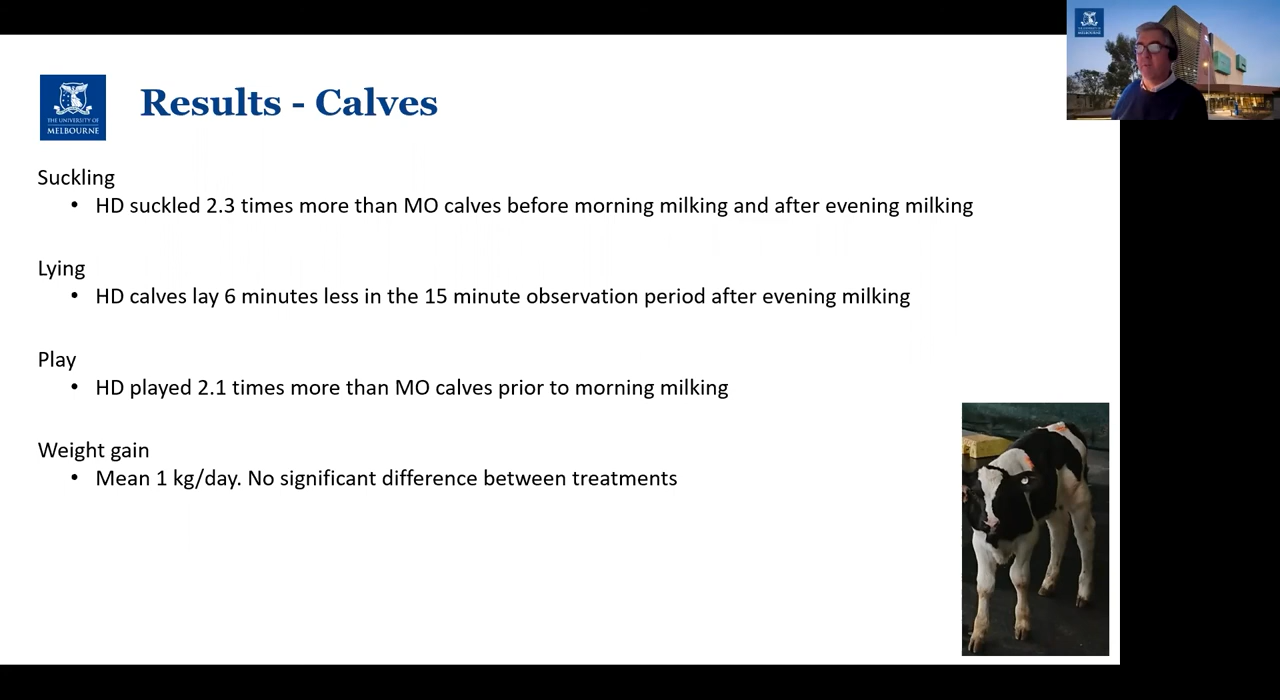 THE UNIVERSITY OF
MELBOURNE
Results - Calves
Suckling
• HD suckled 2.3 times more than MO calves before morning milking and after evening milking
Lying
• HD calves lay 6 minutes less in the 15 minute observation period after evening milking
Play
• HD played 2.1 times more than MO calves prior to morning milking
Weight gain
• Mean 1 kg/day. No significant difference between treatments